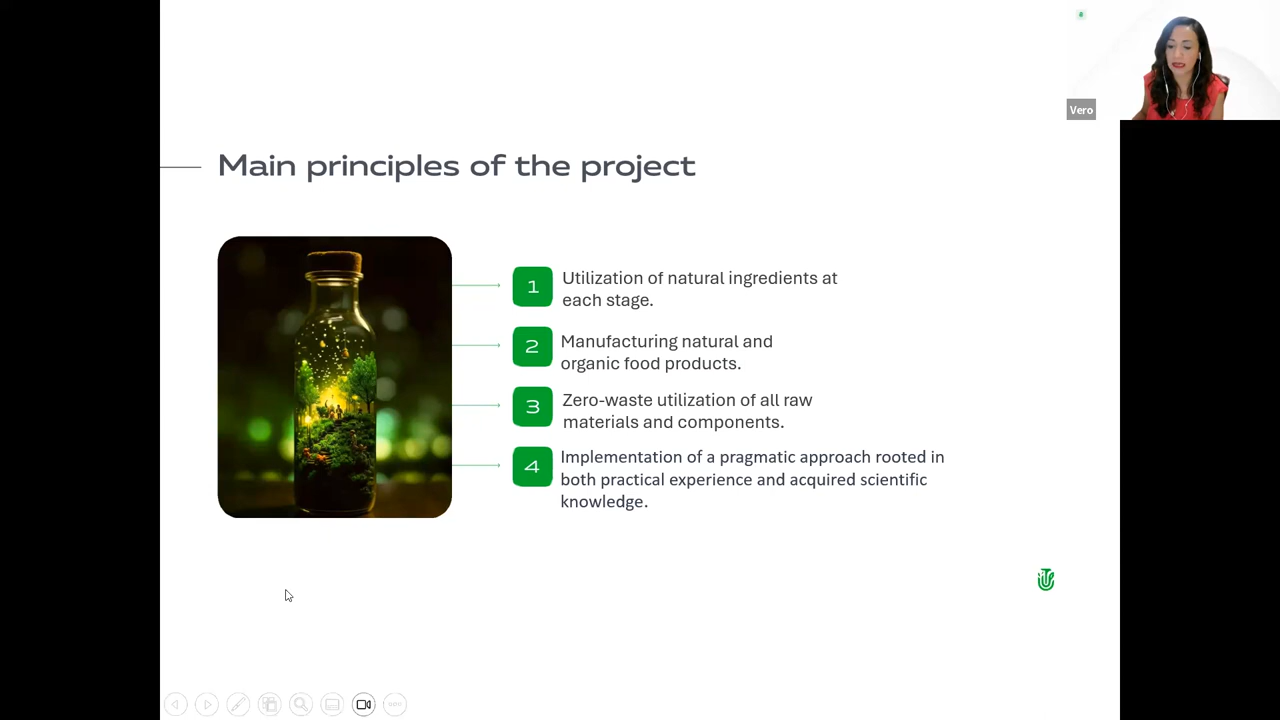 Vero
Main principles of the project
1
Utilization of natural ingredients at
each stage.
2
Manufacturing natural and
organic food products.
3
Zero-waste utilization of all raw
materials and components.
4
Implementation of a pragmatic approach rooted in
both practical experience and acquired scientific
knowledge.